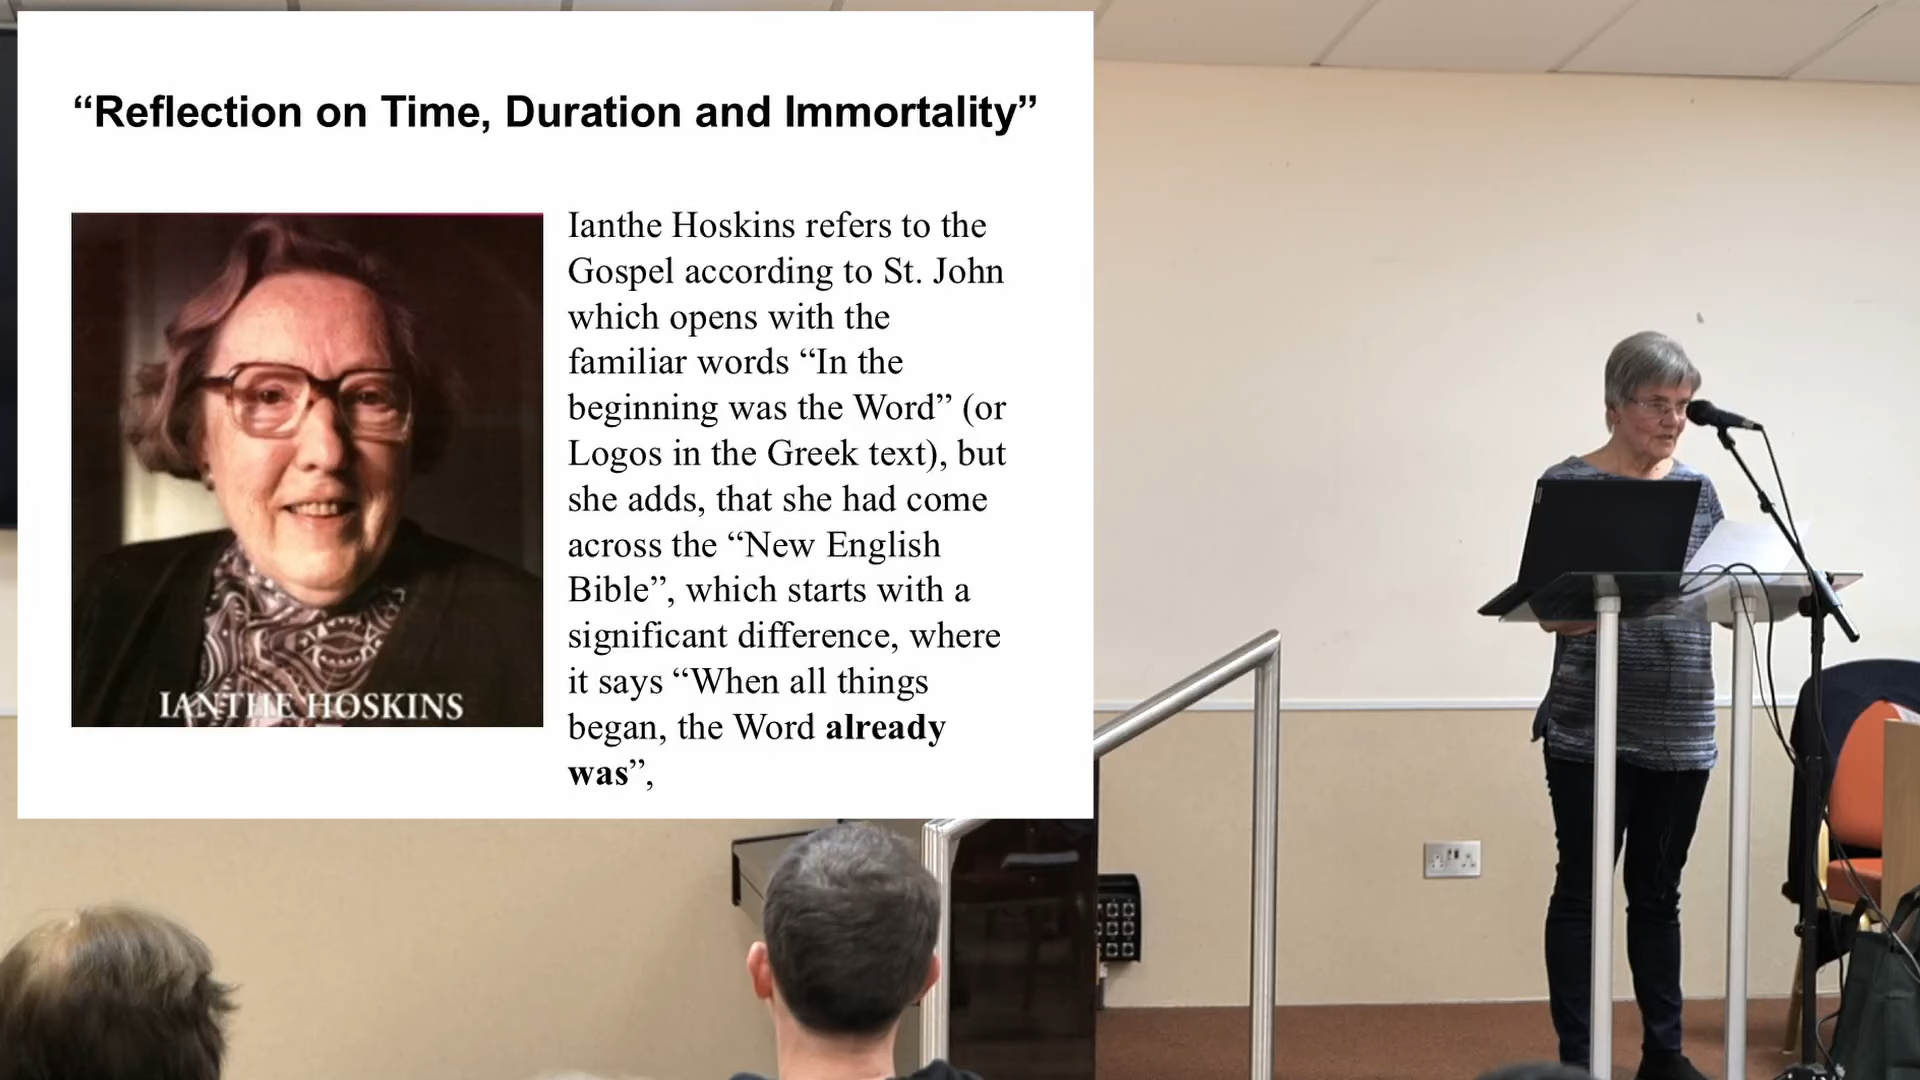 “Reflection on Time, Duration and Immortality”
IANTHE HOSKINS
Ianthe Hoskins refers to the
Gospel according to St. John
which opens with the
familiar words “In the
beginning was the Word” (or
Logos in the Greek text), but
she adds, that she had come
across the “New English
Bible”, which starts with a
significant difference, where
it says “When all things
began, the Word already
was”,